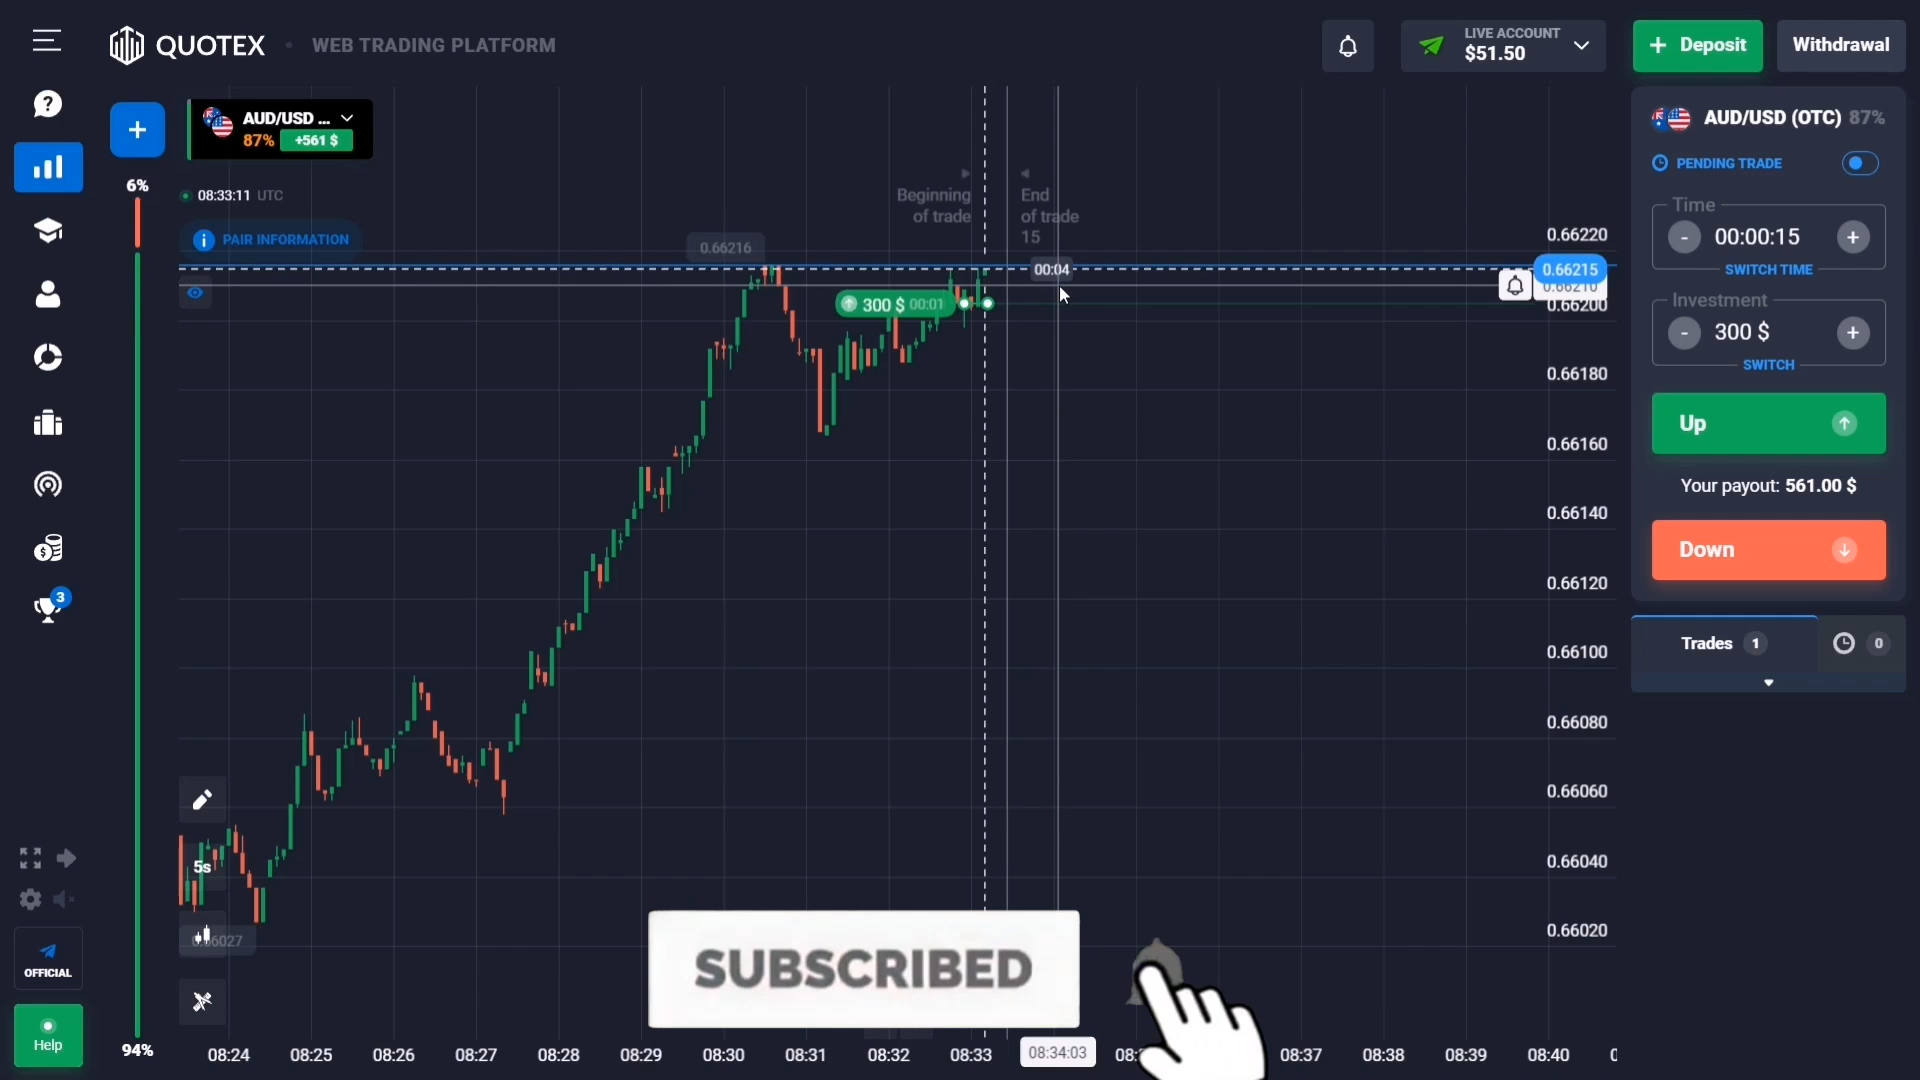 QUOTEX
WEB TRADING PLATFORM
LIVE ACCOUNT
$51.50
+ Deposit
Withdrawal
AUD/USD ...
87% +561 $
6%
08:33:11 UTC
PAIR INFORMATION
Beginning
of trade
End
of trade
15
0.66216
00:04
300 $ 00:01
0.66220
0.66215
0.66210
0.66200
0.66180
0.66160
0.66140
0.66120
0.66100
0.66080
0.66060
0.66040
0.66020
AUD/USD (OTC) 87%
PENDING TRADE
Time
- 00:00:15 +
SWITCH TIME
Investment
- 300 $ +
SWITCH
Up
Your payout: 561.00 $
Down
Trades 1
0
3
5s
OFFICIAL
Help
94%
SUBSCRIBED
08:24
08:25
08:26
08:27
08:28
08:29
08:30
08:31
08:32
08:33
08:34:03
08:37
08:38
08:39
08:40